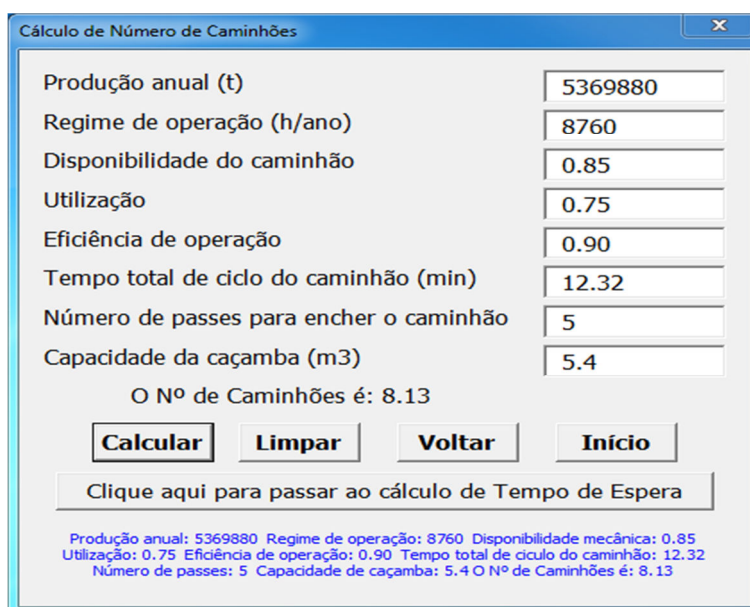 Cálculo de Número de Caminhões
Produção anual (t) 5369880
Regime de operação (h/ano) 8760
Disponibilidade do caminhão 0.85
Utilização 0.75
Eficiência de operação 0.90
Tempo total de ciclo do caminhão (min) 12.32
Número de passes para encher o caminhão 5
Capacidade da caçamba (m3) 5.4
O Nº de Caminhões é: 8.13
Calcular Limpar Voltar Início
Clique aqui para passar ao cálculo de Tempo de Espera
Produção anual: 5369880 Regime de operação: 8760 Disponibilidade mecânica: 0.85
Utilização: 0.75 Eficiência de operação: 0.90 Tempo total de ciculo do caminhão: 12.32
Número de passes: 5 Capacidade de caçamba: 5.4 O Nº de Caminhões é: 8.13